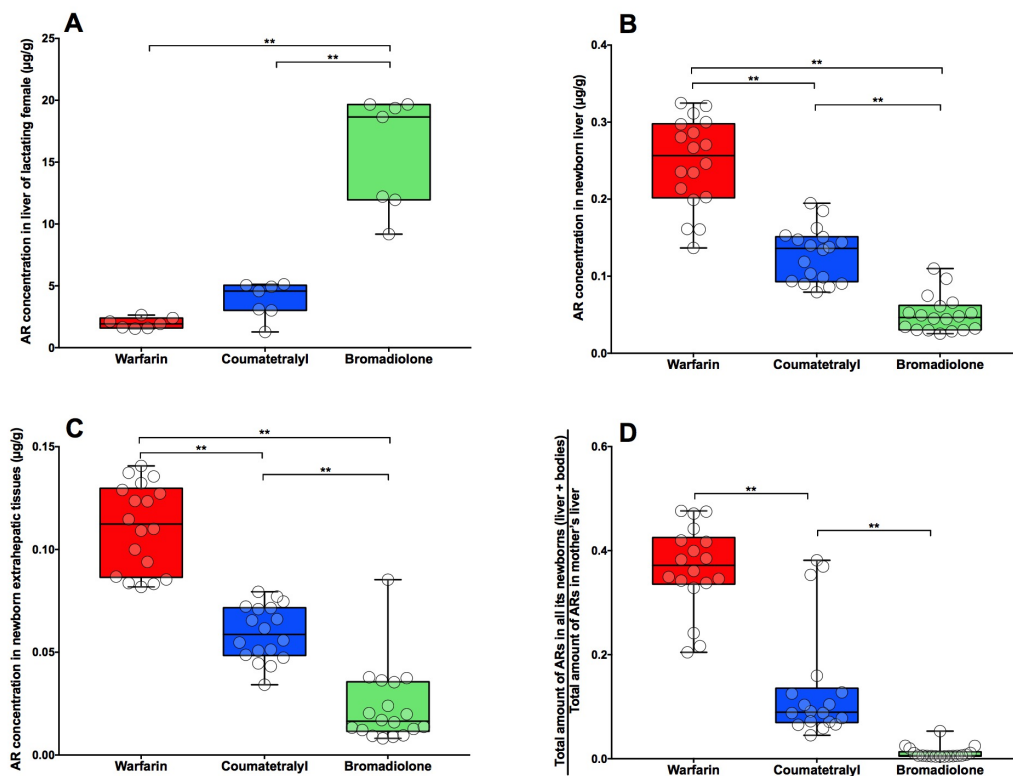 A
AR concentration in liver of lactating female (µg/g)
25
20
15
10
5
0
**
**
Warfarin
Coumatetralyl
Bromadiolone
B
AR concentration in newborn liver (µg/g)
0.4
0.3
0.2
0.1
0.0
**
**
**
Warfarin
Coumatetralyl
Bromadiolone
C
AR concentration in newborn extrahepatic tissues (µg/g)
0.15
0.10
0.05
0.00
**
**
**
Warfarin
Coumatetralyl
Bromadiolone
D
Total amount of ARs in all its newborns (liver + bodies)
Total amount of ARs in mother's liver
0.6
0.4
0.2
0.0
**
**
Warfarin
Coumatetralyl
Bromadiolone